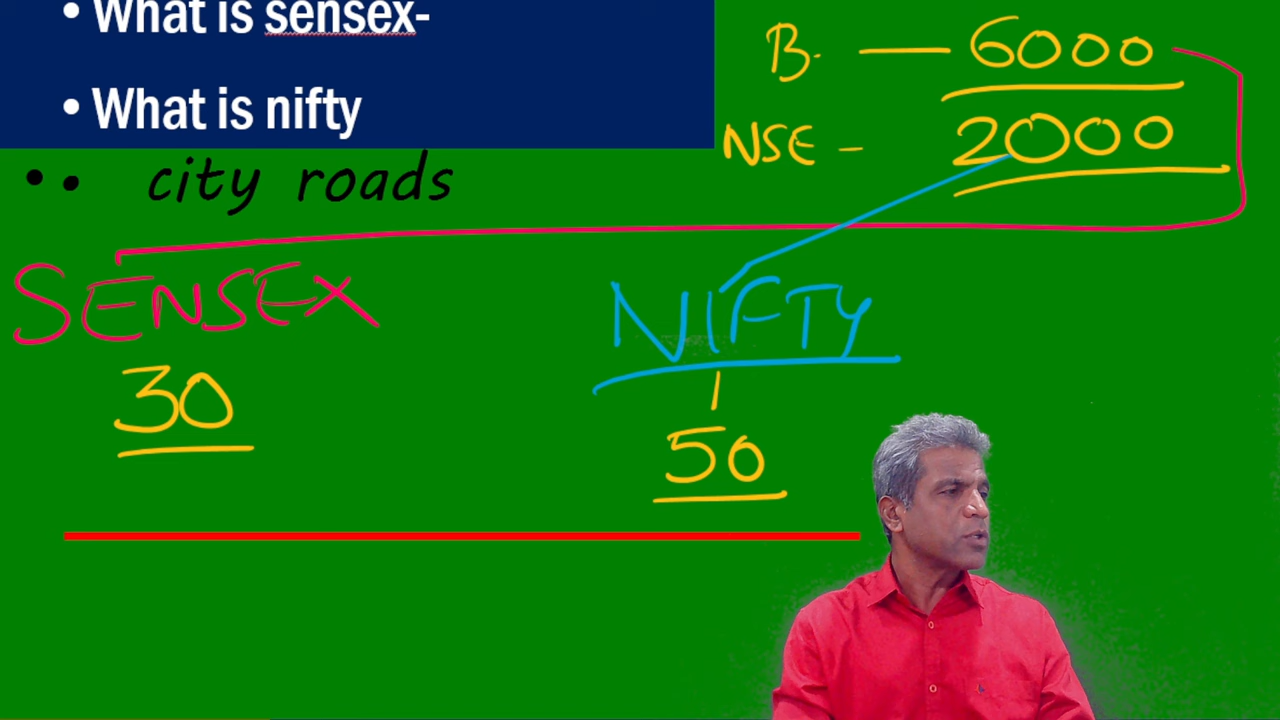 • What is sensex-
• What is nifty
B. — 6000
NSE - 2000
• • city roads
SENSEX
NIFTY
30
50